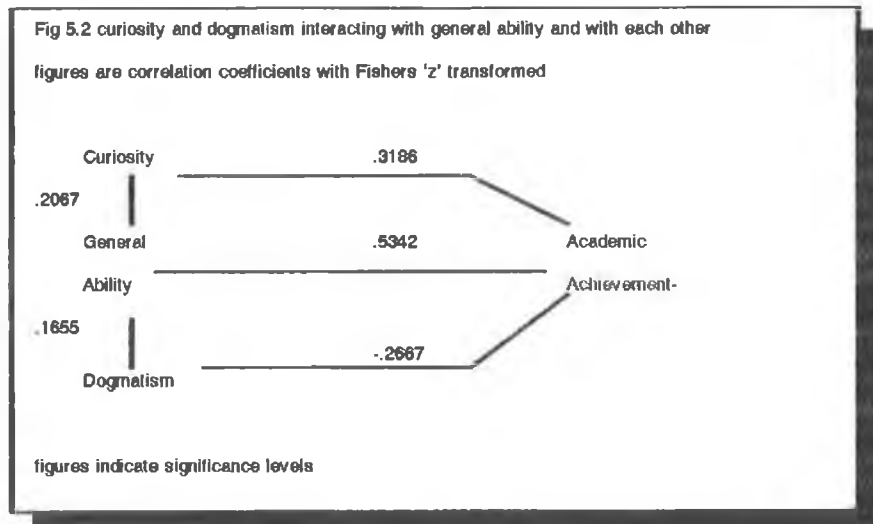 Fig 5.2 curiosity and dogmatism interacting with general ability and with each other
figures are correlation coefficients with Fishers 'z' transformed
Curiosity .3186
.2067
General .5342 Academic
Ability Achievement-
.1655
-.2667
Dogmatism
figures indicate significance levels